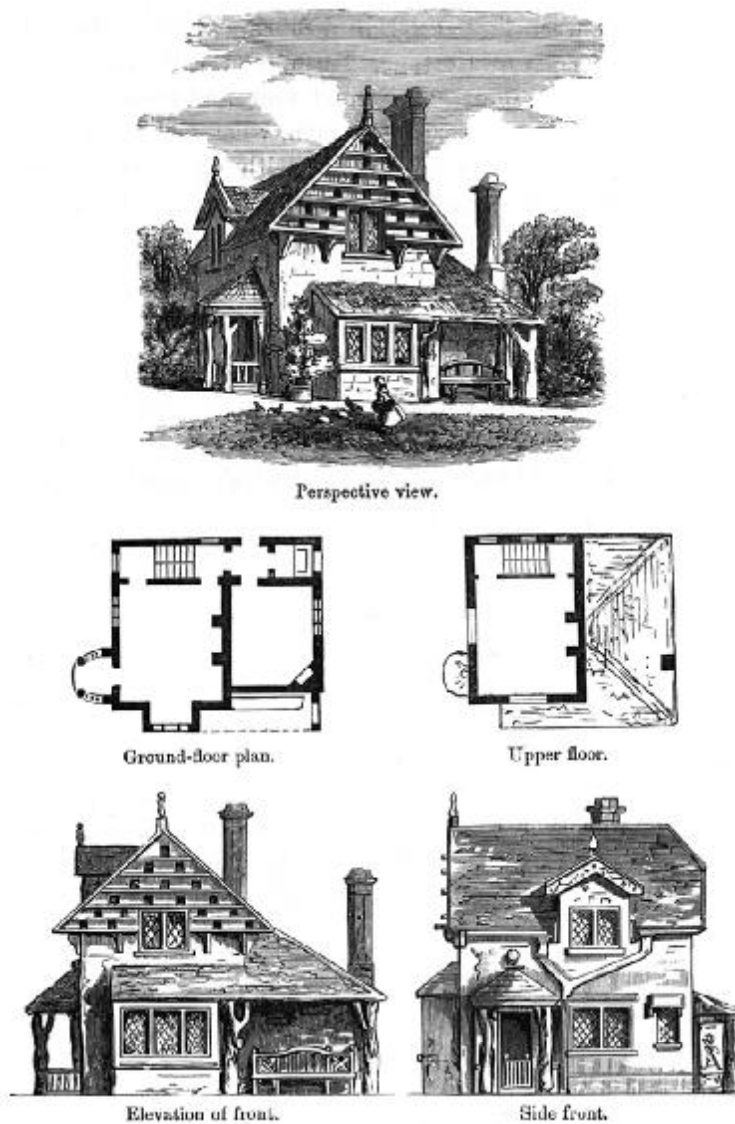 Perspective view.
Ground-floor plan.
Upper floor.
Elevation of front.
Side front.